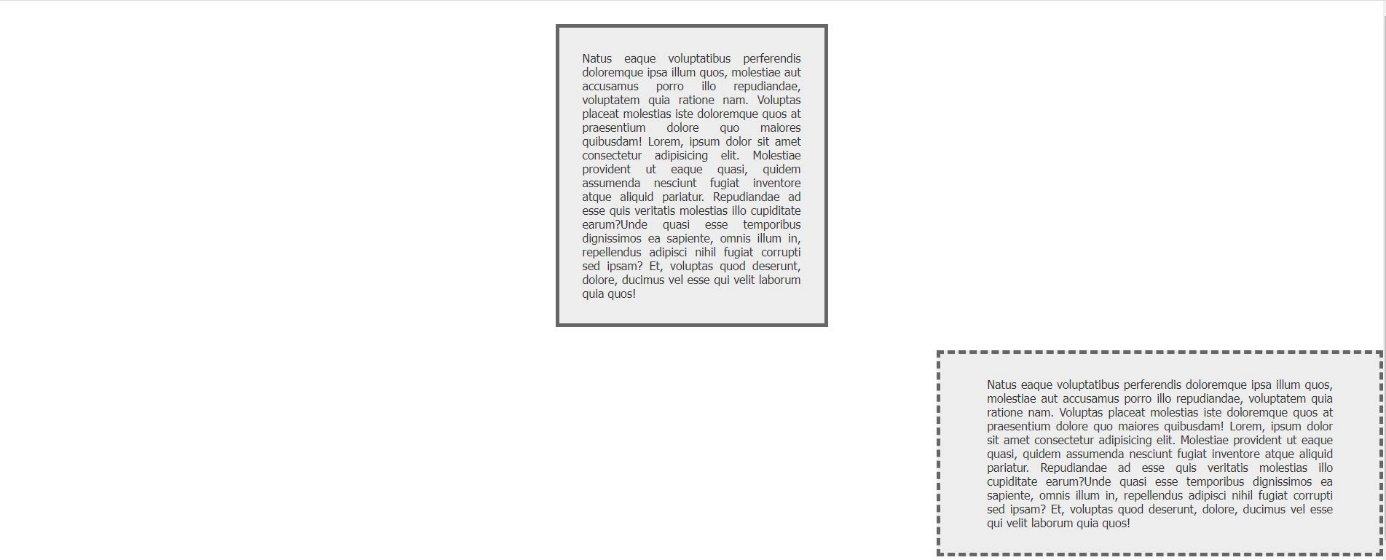 Natus eaque voluptatibus perferendis
doloremque ipsa illum quos, molestiae aut
accusamus porro illo repudiandae,
voluptatem quia ratione nam. Voluptas
placeat molestias iste doloremque quos at
praesentium dolore quo maiores
quibusdam! Lorem, ipsum dolor sit amet
consectetur adipisicing elit. Molestiae
provident ut eaque quasi, quidem
assumenda nesciunt fugiat inventore
atque aliquid pariatur. Repudiandae ad
esse quis veritatis molestias illo cupiditate
earum?Unde quasi esse temporibus
dignissimos ea sapiente, omnis illum in,
repellendus adipisci nihil fugiat corrupti
sed ipsam? Et, voluptas quod deserunt,
dolore, ducimus vel esse qui velit laborum
quia quos!
Natus eaque voluptatibus perferendis doloremque ipsa illum quos,
molestiae aut accusamus porro illo repudiandae, voluptatem quia
ratione nam. Voluptas placeat molestias iste doloremque quos at
praesentium dolore quo maiores quibusdam! Lorem, ipsum dolor
sit amet consectetur adipisicing elit. Molestiae provident ut eaque
quasi, quidem assumenda nesciunt fugiat inventore atque aliquid
pariatur. Repudiandae ad esse quis veritatis molestias illo
cupiditate earum?Unde quasi esse temporibus dignissimos ea
sapiente, omnis illum in, repellendus adipisci nihil fugiat corrupti
sed ipsam? Et, voluptas quod deserunt, dolore, ducimus vel esse
qui velit laborum quia quos!